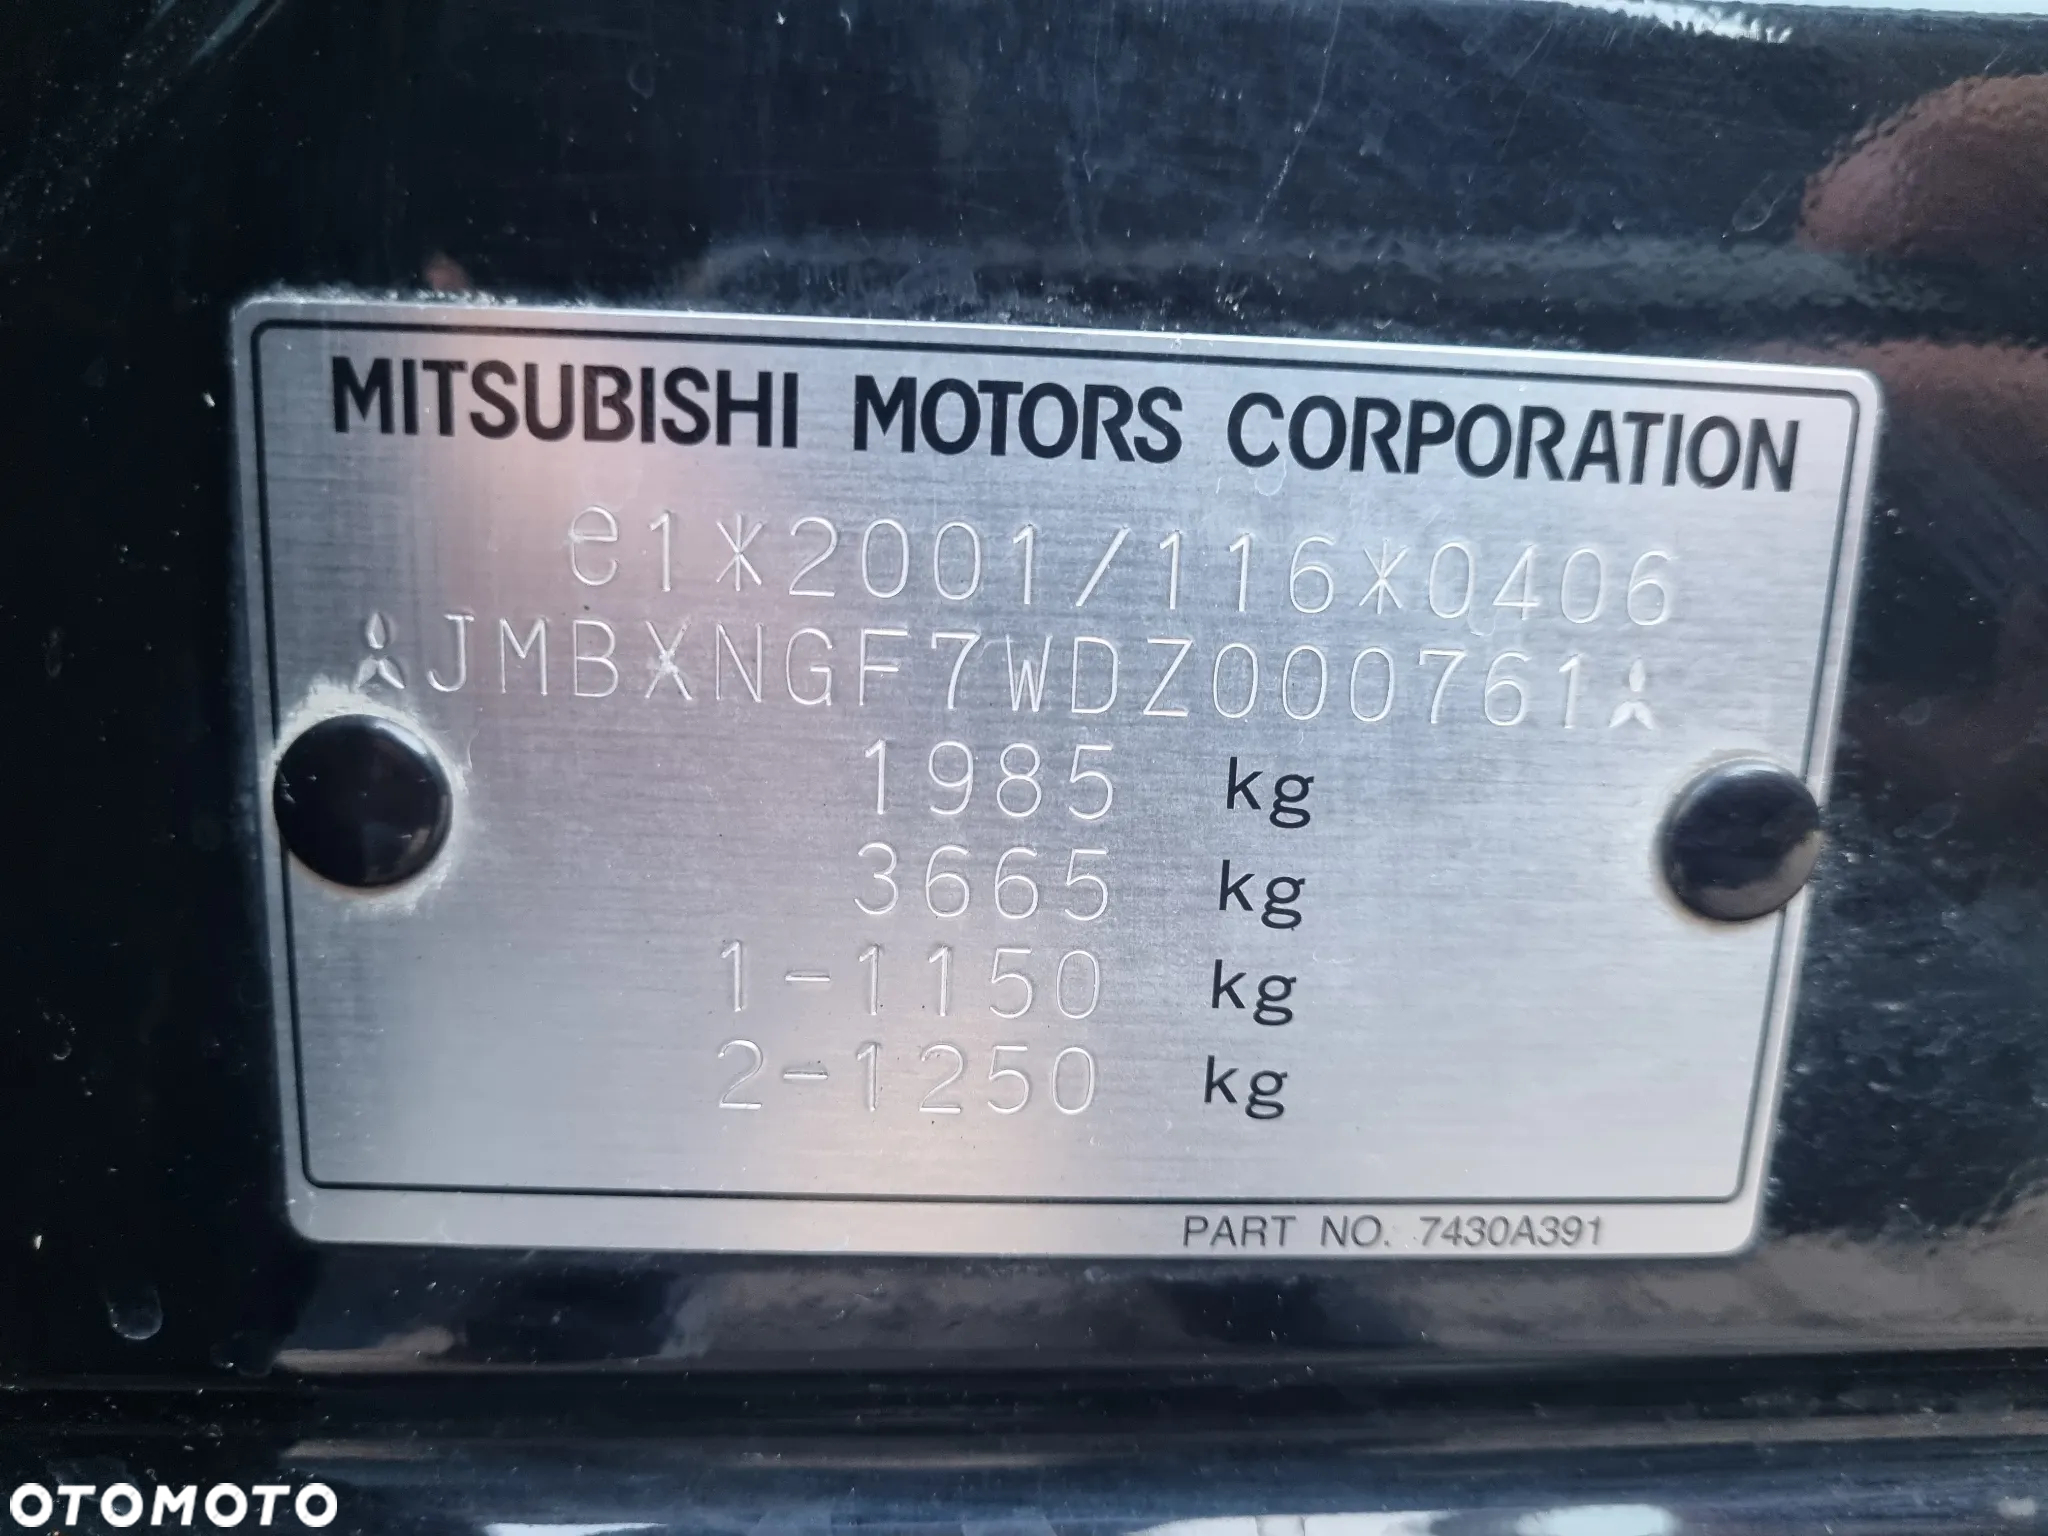 MITSUBISHI MOTORS CORPORATION
e1*2001/116*0406
JMBXNGF7WDZ000761
1985 kg
3665 kg
1-1150 kg
2-1250 kg
PART NO. 7430A391
OTOMOTO